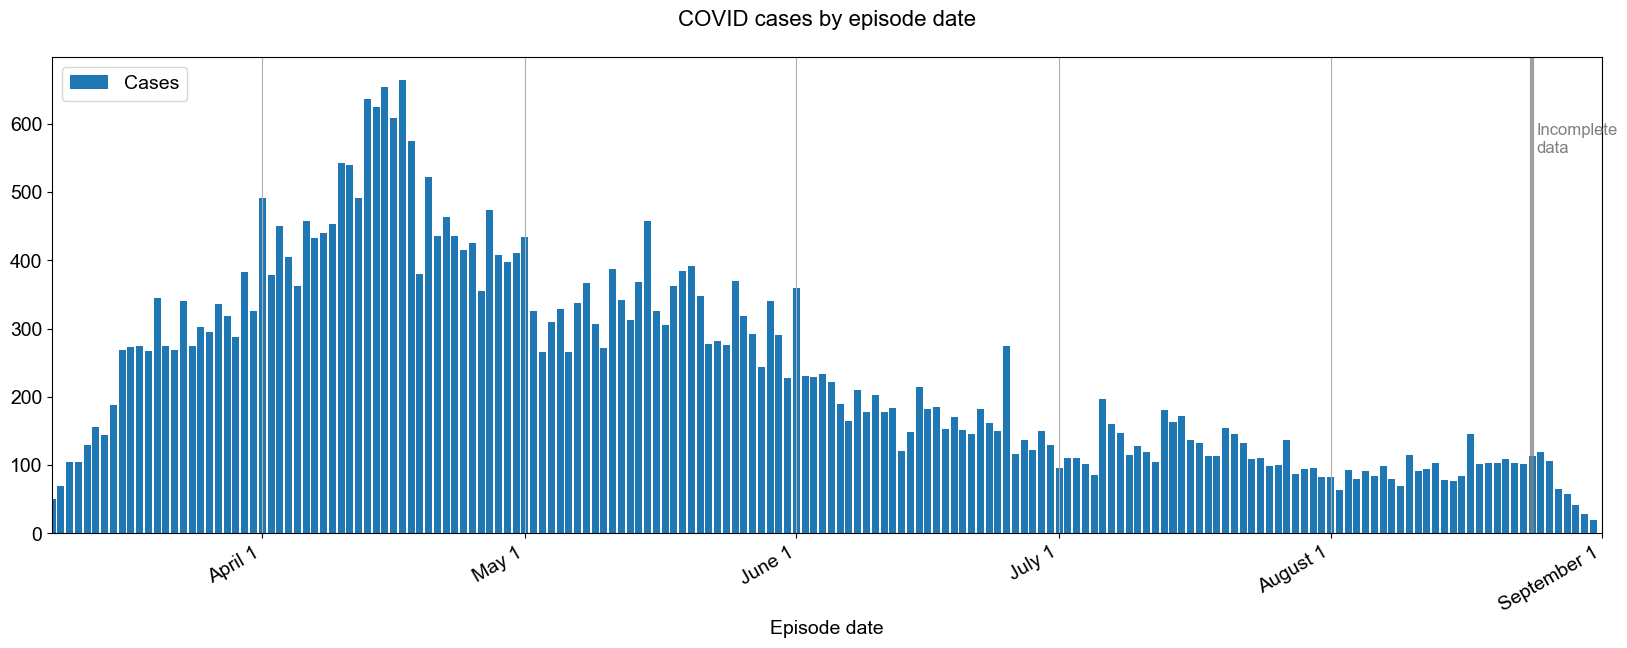 COVID cases by episode date
Cases
600
500
400
300
200
100
0
Incomplete
data
April 1
May 1
June 1
July 1
August 1
September 1
Episode date